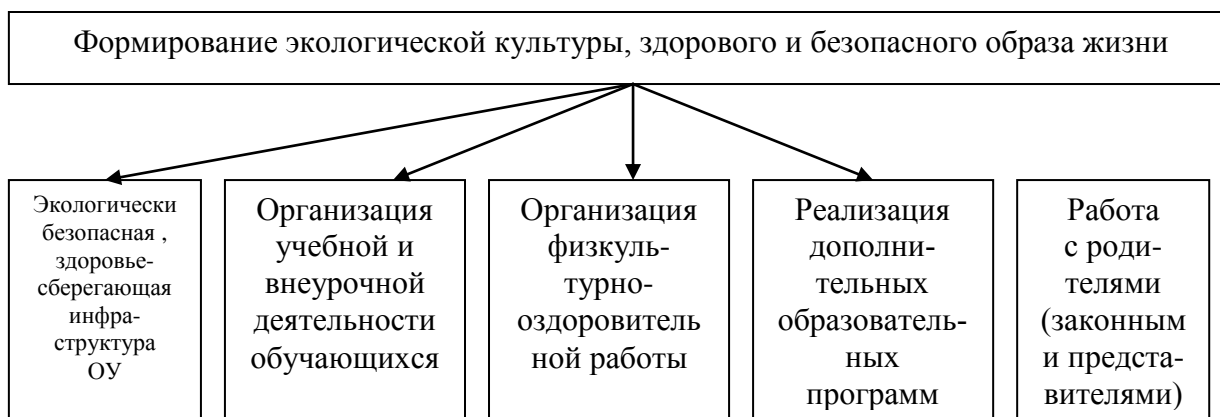 Формирование экологической культуры, здорового и безопасного образа жизни
Экологически
безопасная ,
здоровье-
сберегающая
инфра-
структура
ОУ
Организация
учебной и
внеурочной
деятельности
обучающихся
Организация
физкуль-
турно-
оздоровитель
ной работы
Реализация
дополни-
тельных
образователь-
ных
программ
Работа
с роди-
телями
(законным
и предста-
вителями)